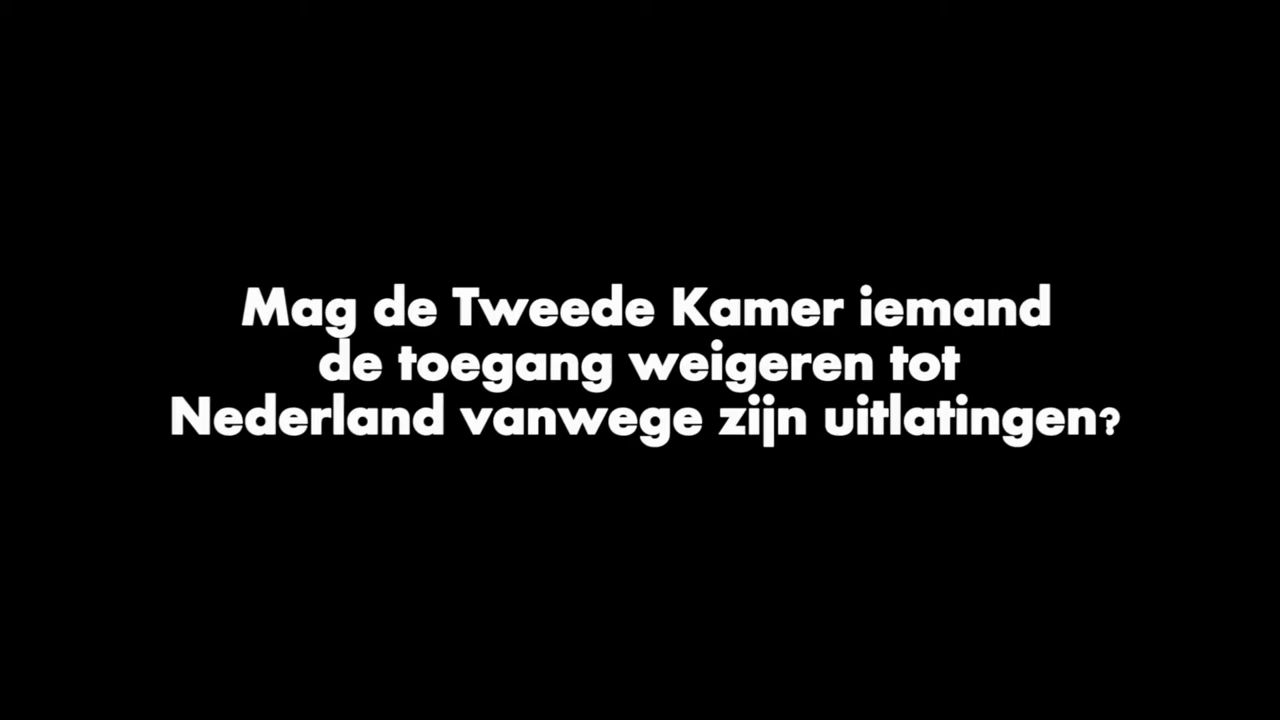 Mag de Tweede Kamer iemand
de toegang weigeren tot
Nederland vanwege zijn uitlatingen?